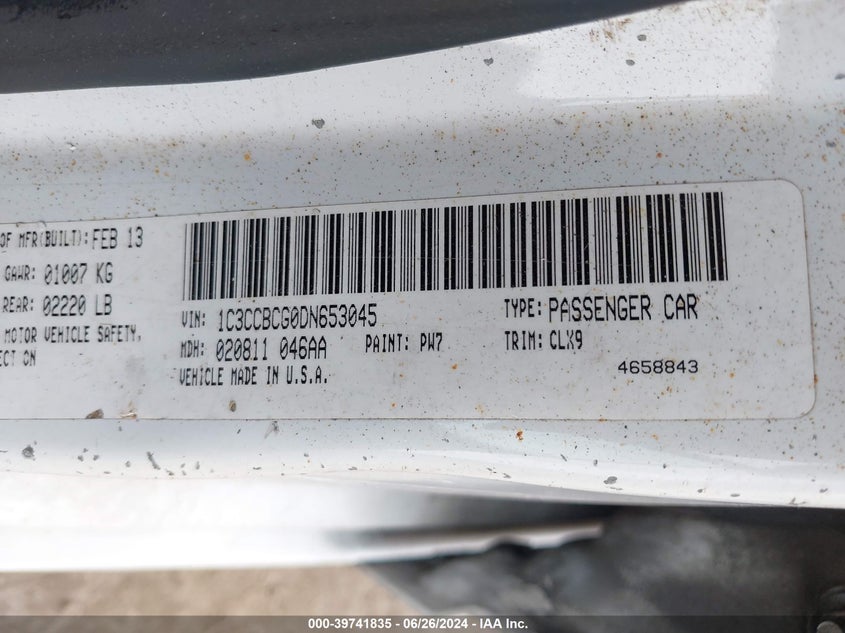 OF MFR(BUILT): FEB 13
GAWR: 01007 KG
REAR: 02220 LB
MOTOR VEHICLE SAFETY,
ECT ON
VIN: 1C3CCBCG0DN653045 TYPE: PASSENGER CAR
MDH: 020811 046AA PAINT: PW7 TRIM: CLX9
VEHICLE MADE IN U.S.A. 4658843
000-39741835 - 06/26/2024 - IAA Inc.